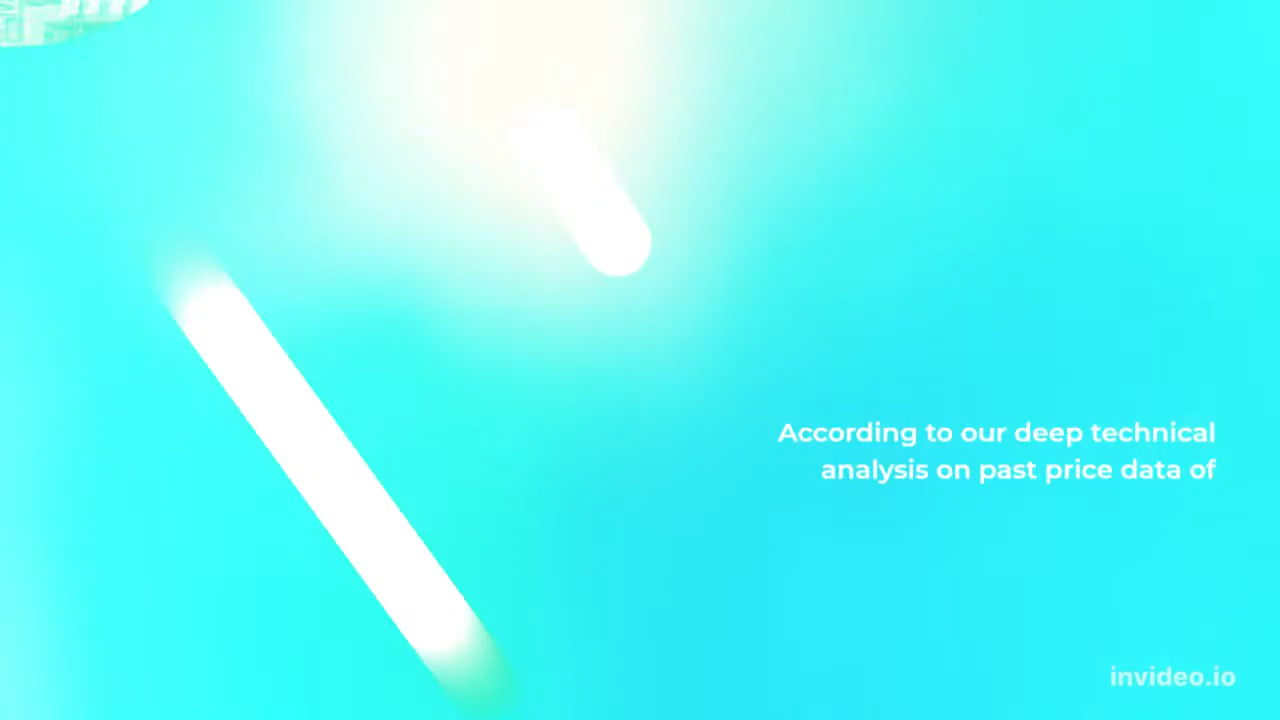 According to our deep technical
analysis on past price data of
invideo.io